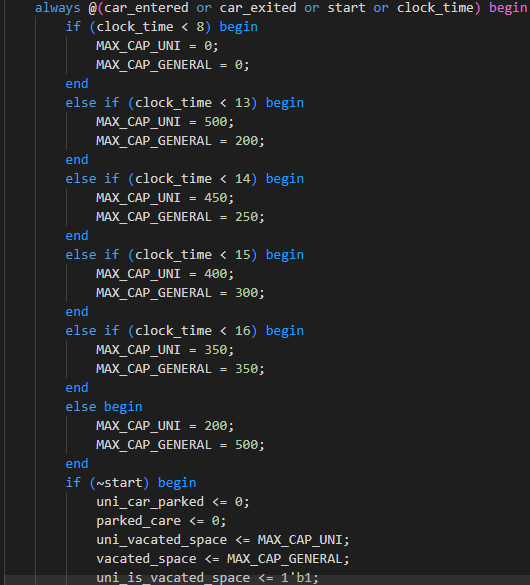 always @(car_entered or car_exited or start or clock_time) begin
if (clock_time < 8) begin
MAX_CAP_UNI = 0;
MAX_CAP_GENERAL = 0;
end
else if (clock_time < 13) begin
MAX_CAP_UNI = 500;
MAX_CAP_GENERAL = 200;
end
else if (clock_time < 14) begin
MAX_CAP_UNI = 450;
MAX_CAP_GENERAL = 250;
end
else if (clock_time < 15) begin
MAX_CAP_UNI = 400;
MAX_CAP_GENERAL = 300;
end
else if (clock_time < 16) begin
MAX_CAP_UNI = 350;
MAX_CAP_GENERAL = 350;
end
else begin
MAX_CAP_UNI = 200;
MAX_CAP_GENERAL = 500;
end
if (~start) begin
uni_car_parked <= 0;
parked_care <= 0;
uni_vacated_space <= MAX_CAP_UNI;
vacated_space <= MAX_CAP_GENERAL;
uni_is_vacated_space <= 1'b1;